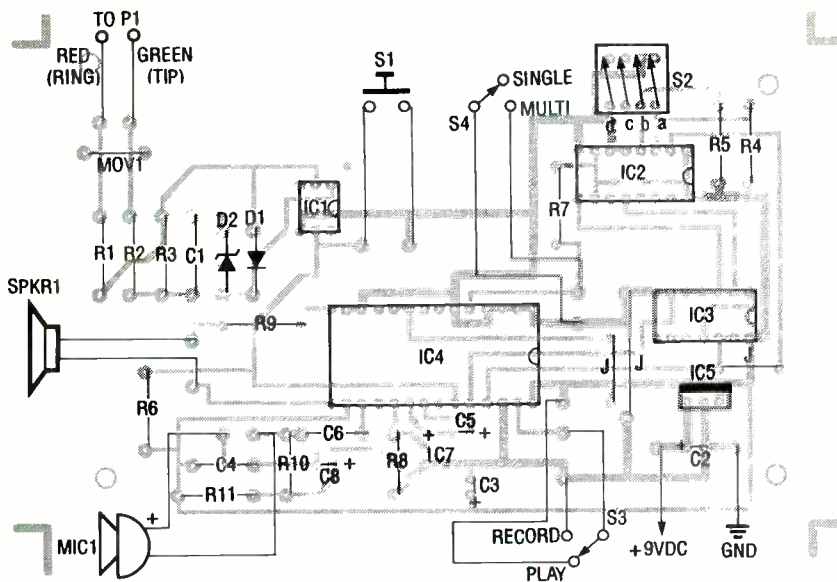 TO P1
RED
(RING)
GREEN
(TIP)
S1
SINGLE
MULTI
S4
S2
d c b a
MOV1
IC1
IC2
R5
R4
R7
R1
R2
R3
C1
D2
D1
SPKR1
R9
IC4
IC3
J
J
J
IC5
R6
C6
C5
+
+
C7
R8
R10
C8
+
C4
R11
C3
+
+
C2
MIC1
+
RECORD
S3
PLAY
+9VDC
GND